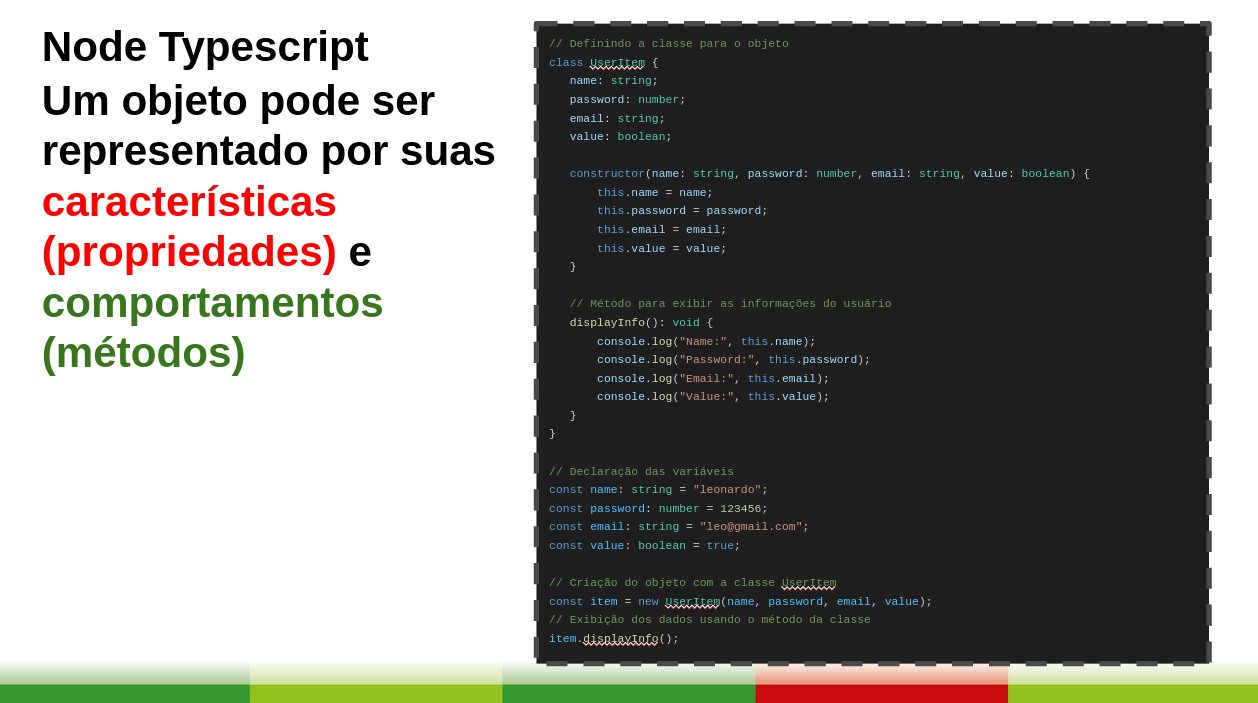 Node Typescript
Um objeto pode ser
representado por suas
características
(propriedades) e
comportamentos
(métodos)
// Definindo a classe para o objeto
class UserItem {
name: string;
password: number;
email: string;
value: boolean;
constructor(name: string, password: number, email: string, value: boolean) {
this.name = name;
this.password = password;
this.email = email;
this.value = value;
}
// Método para exibir as informações do usuário
displayInfo(): void {
console.log("Name:", this.name);
console.log("Password:", this.password);
console.log("Email:", this.email);
console.log("Value:", this.value);
}
}
// Declaração das variáveis
const name: string = "leonardo";
const password: number = 123456;
const email: string = "leo@gmail.com";
const value: boolean = true;
// Criação do objeto com a classe UserItem
const item = new UserItem(name, password, email, value);
// Exibição dos dados usando o método da classe
item.displayInfo();